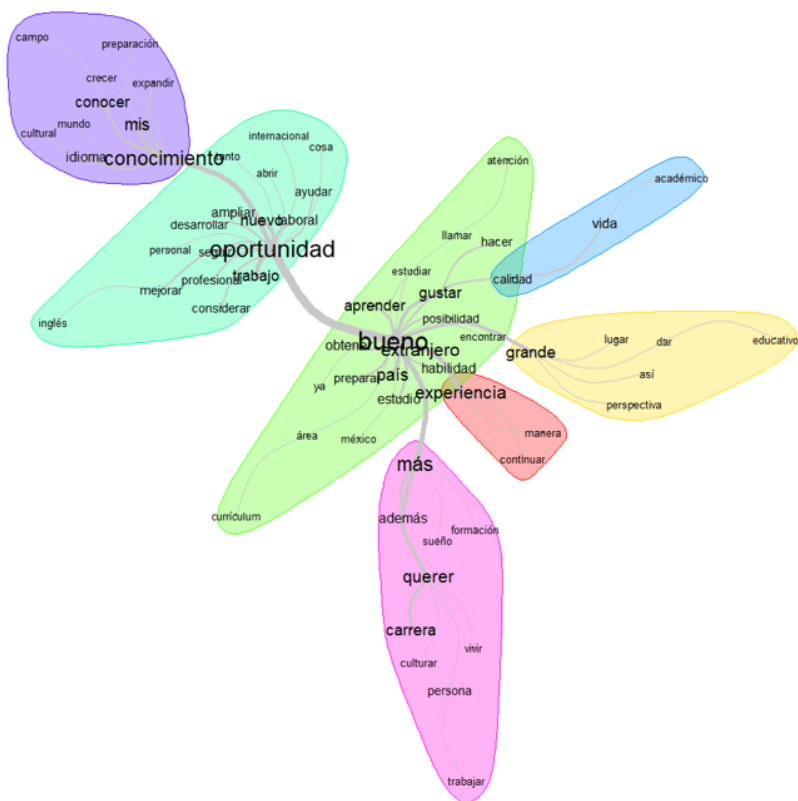 campo
preparación
crecer
expandir
conocer
mundo
mis
cultural
idioma
conocimiento
internacional
tanto
cosa
abrir
ayudar
ampliar
desarrollar
nuevo
laboral
personal
seguir
oportunidad
profesional
trabajo
mejorar
considerar
inglés
atención
académico
llamar
hacer
vida
estudiar
calidad
gustar
aprender
posibilidad
bueno
encontrar
obtener
extranjero
grande
lugar
dar
educativo
país
habilidad
así
ya
preparar
experiencia
estudio
perspectiva
área
méxico
manera
continuar
más
currículum
además
formación
sueño
querer
carrera
vivir
culturar
persona
trabajar